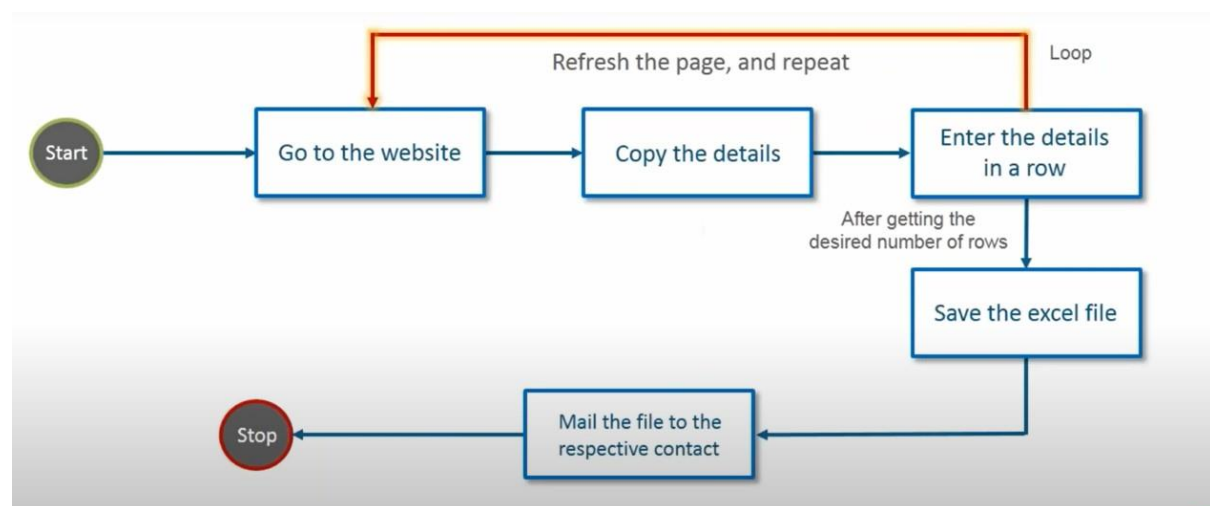 Loop
Refresh the page, and repeat
Start
Go to the website
Copy the details
Enter the details
in a row
After getting the
desired number of rows
Save the excel file
Mail the file to the
respective contact
Stop